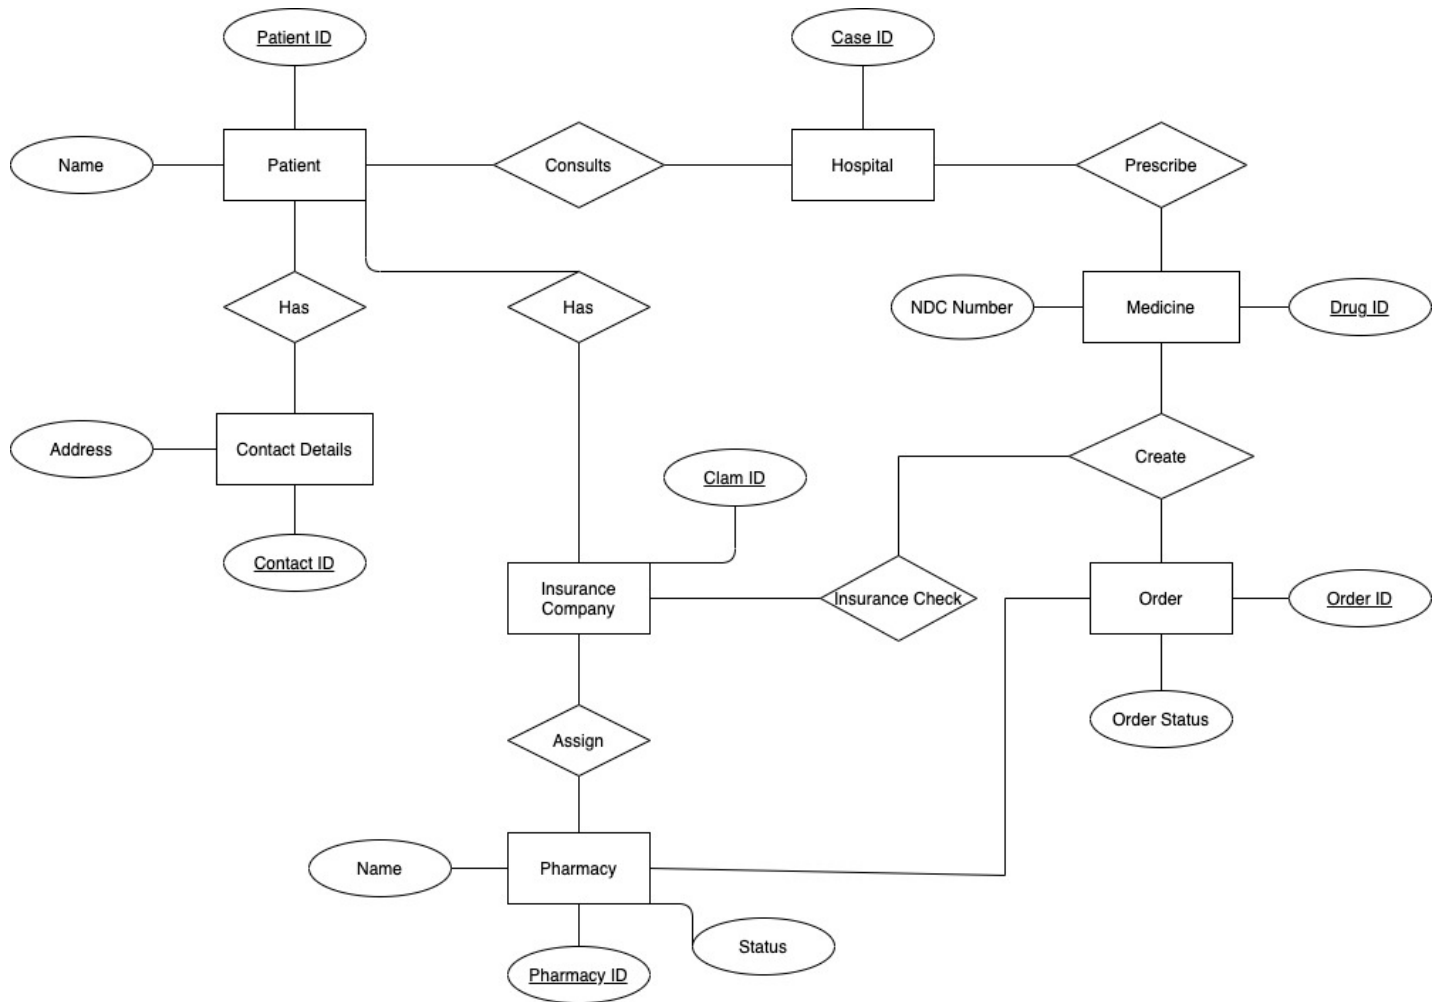 Patient ID
Case ID
Name
Patient
Consults
Hospital
Prescribe
Has
Has
NDC Number
Medicine
Drug ID
Address
Contact Details
Create
Clam ID
Contact ID
Insurance
Company
Insurance Check
Order
Order ID
Order Status
Assign
Name
Pharmacy
Status
Pharmacy ID